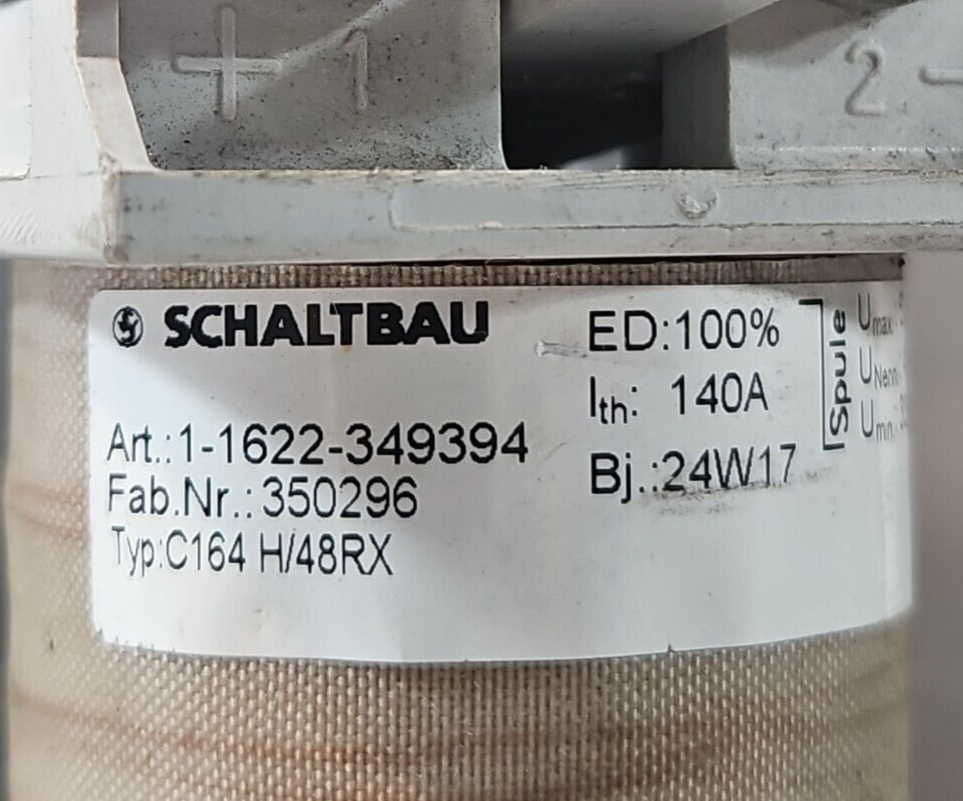 + 1
2 -
SCHALTBAU
Art.:1-1622-349394
Fab.Nr.:350296
Typ:C164 H/48RX
ED:100%
Ith: 140A
Bj.:24W17
Spule
Umax.
UNenn.
Umin.